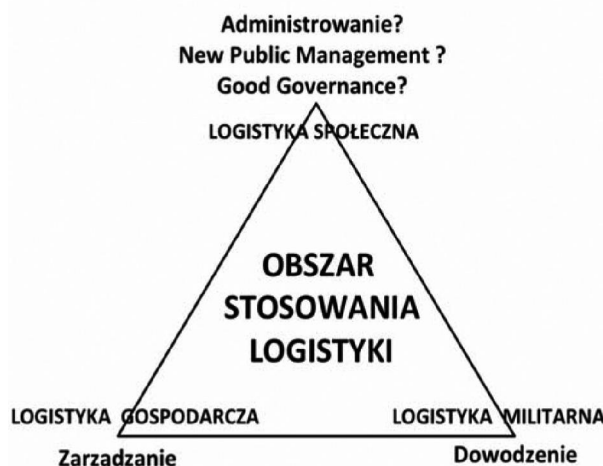 Administrowanie?
New Public Management ?
Good Governance?
LOGISTYKA SPOŁECZNA
OBSZAR
STOSOWANIA
LOGISTYKI
LOGISTYKA GOSPODARCZA
LOGISTYKA MILITARNA
Zarządzanie
Dowodzenie